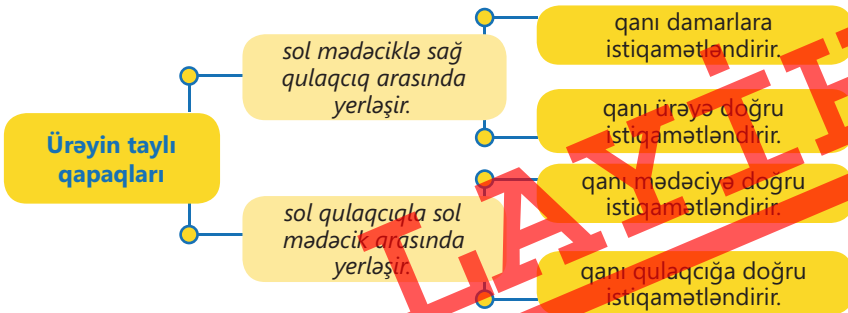 Ürəyin taylı
qapaqları
sol mədəciklə sağ
qulaqcıq arasında
yerləşir.
qanı damarlara
istiqamətləndirir.
qanı ürəyə doğru
istiqamətləndirir.
sol qulaqcıqla sol
mədəcik arasında
yerləşir.
qanı mədəciyə doğru
istiqamətləndirir.
qanı qulaqcığa doğru
istiqamətləndirir.